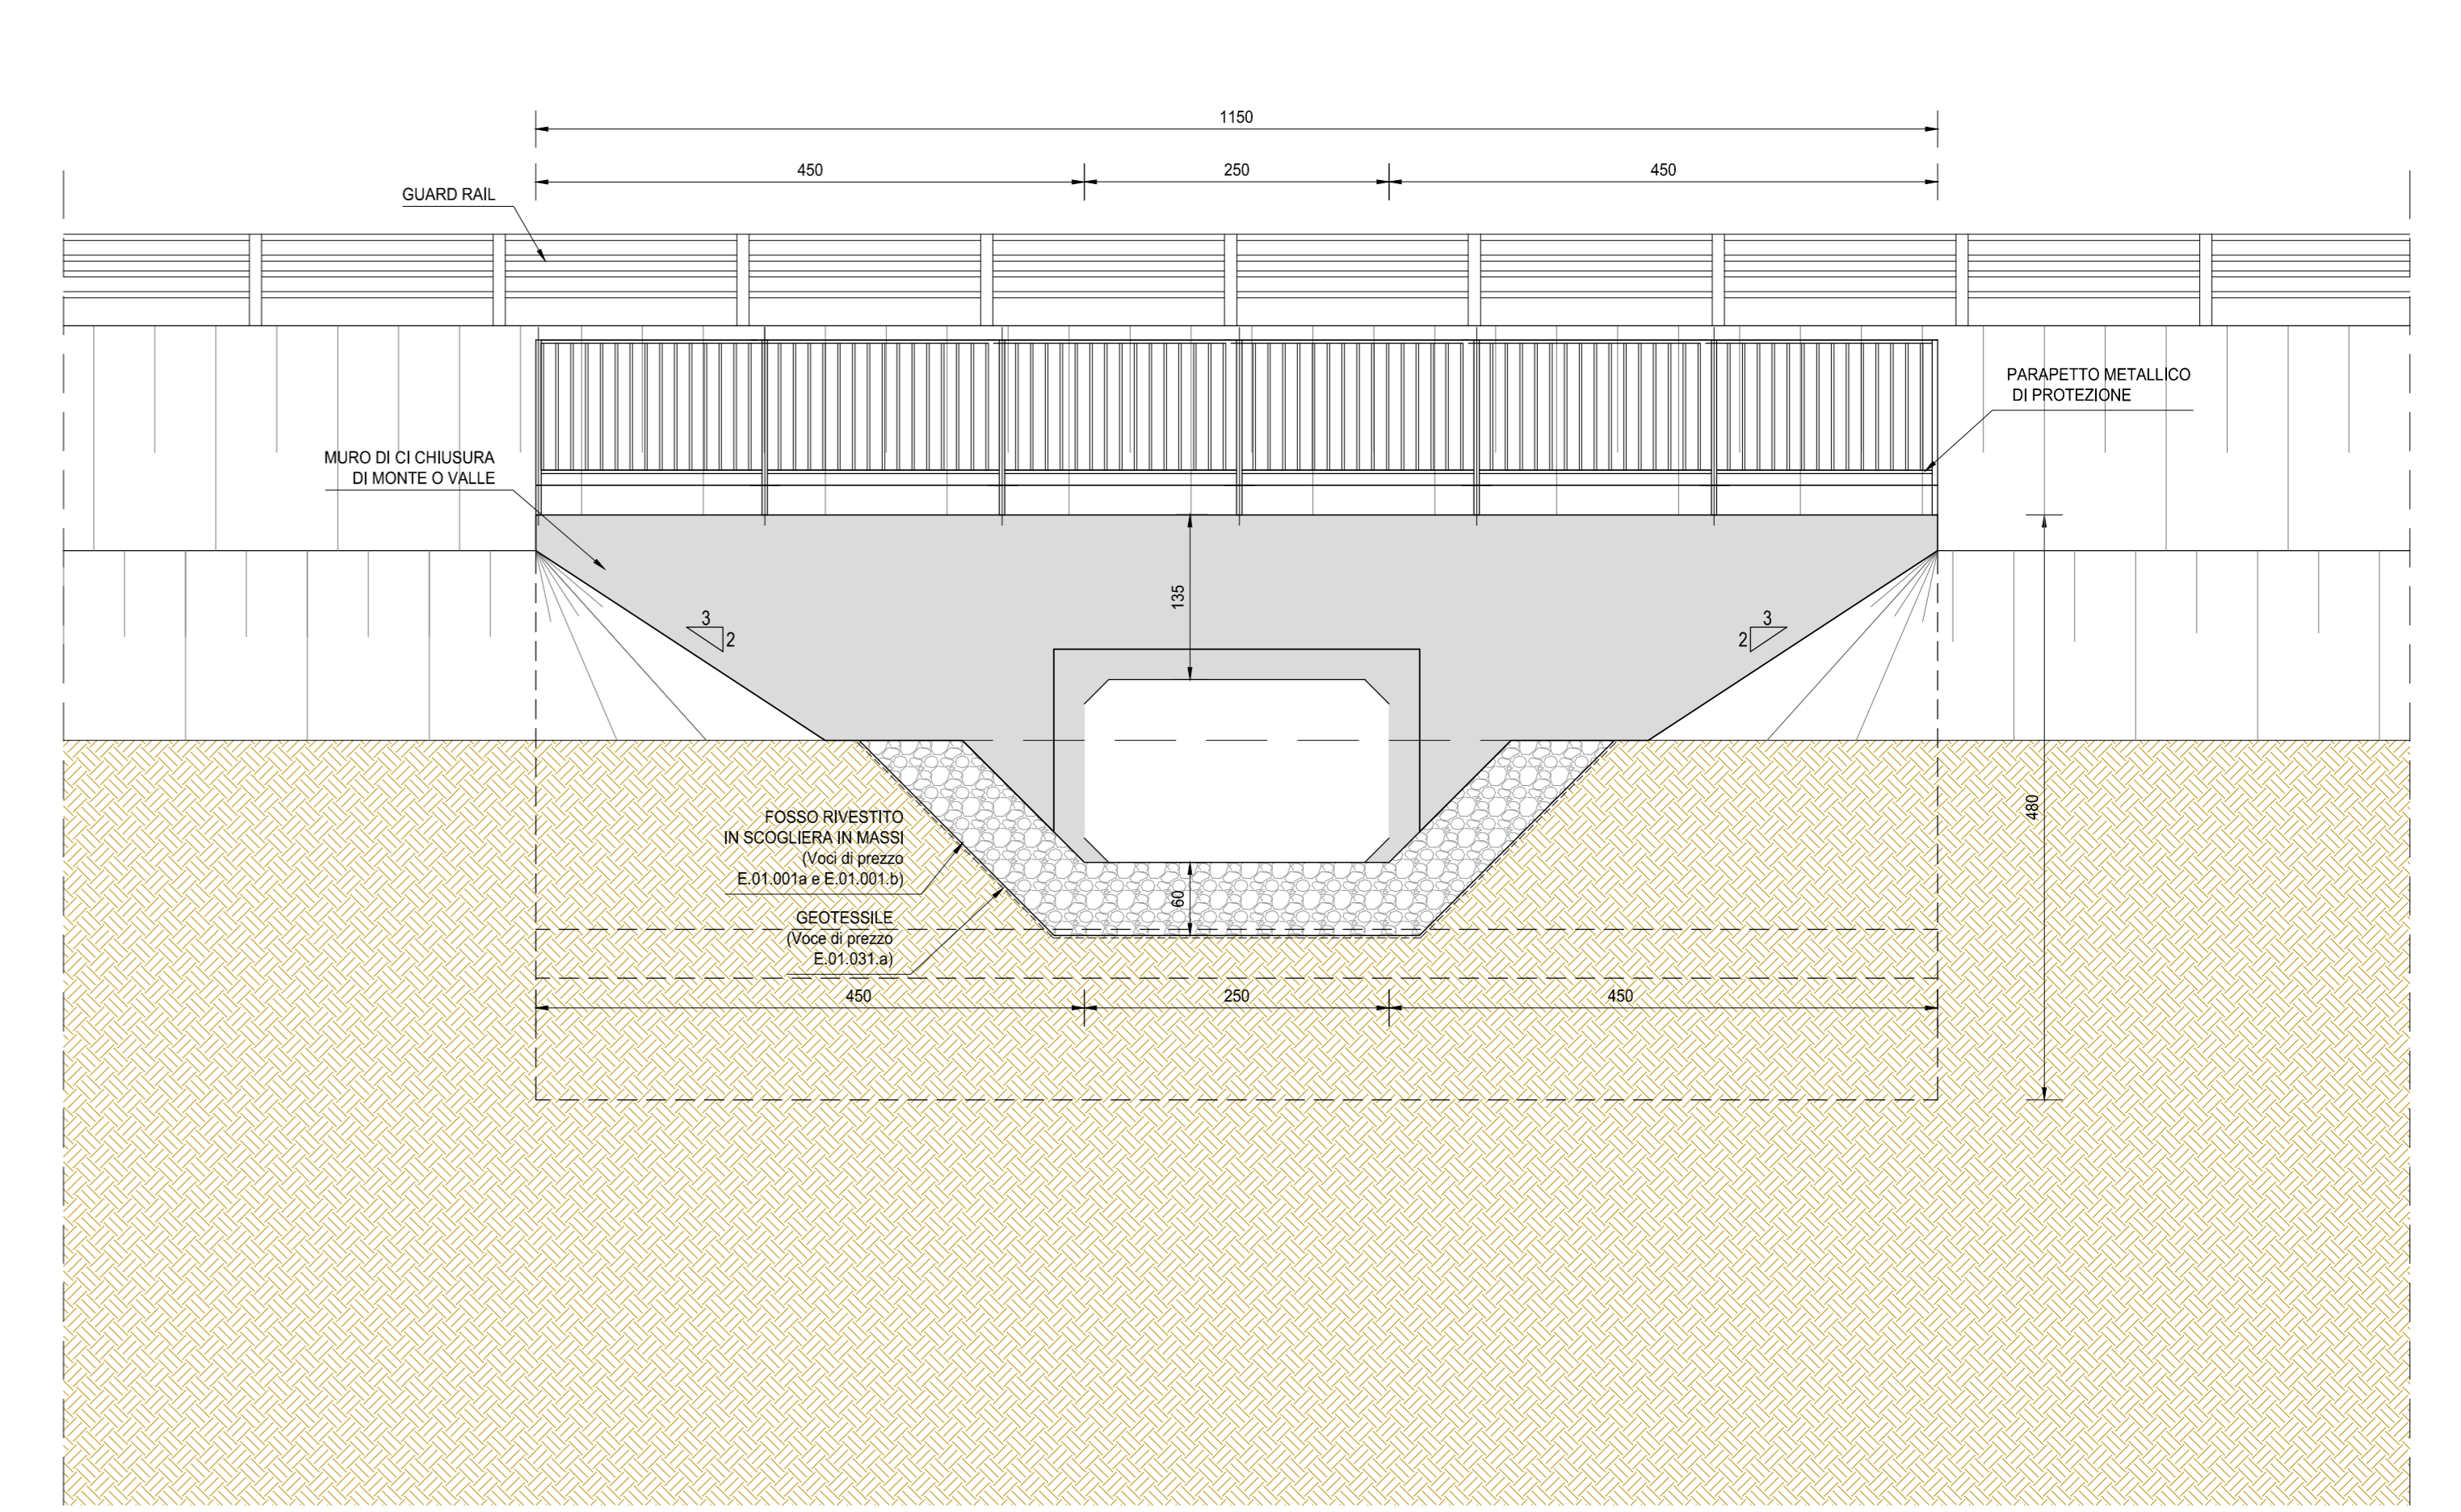 1150
450
250
450
GUARD RAIL
PARAPETTO METALLICO
DI PROTEZIONE
MURO DI CI CHIUSURA
DI MONTE O VALLE
135
3
2
3
2
480
FOSSO RIVESTITO
IN SCOGLIERA IN MASSI
(Voci di prezzo
E.01.001a e E.01.001.b)
60
GEOTESSILE
(Voce di prezzo
E.01.031.a)
450
250
450